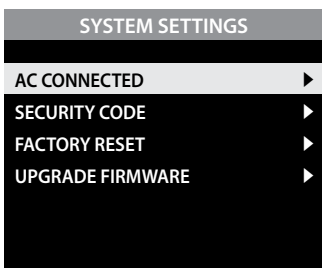 SYSTEM SETTINGS
AC CONNECTED
SECURITY CODE
FACTORY RESET
UPGRADE FIRMWARE